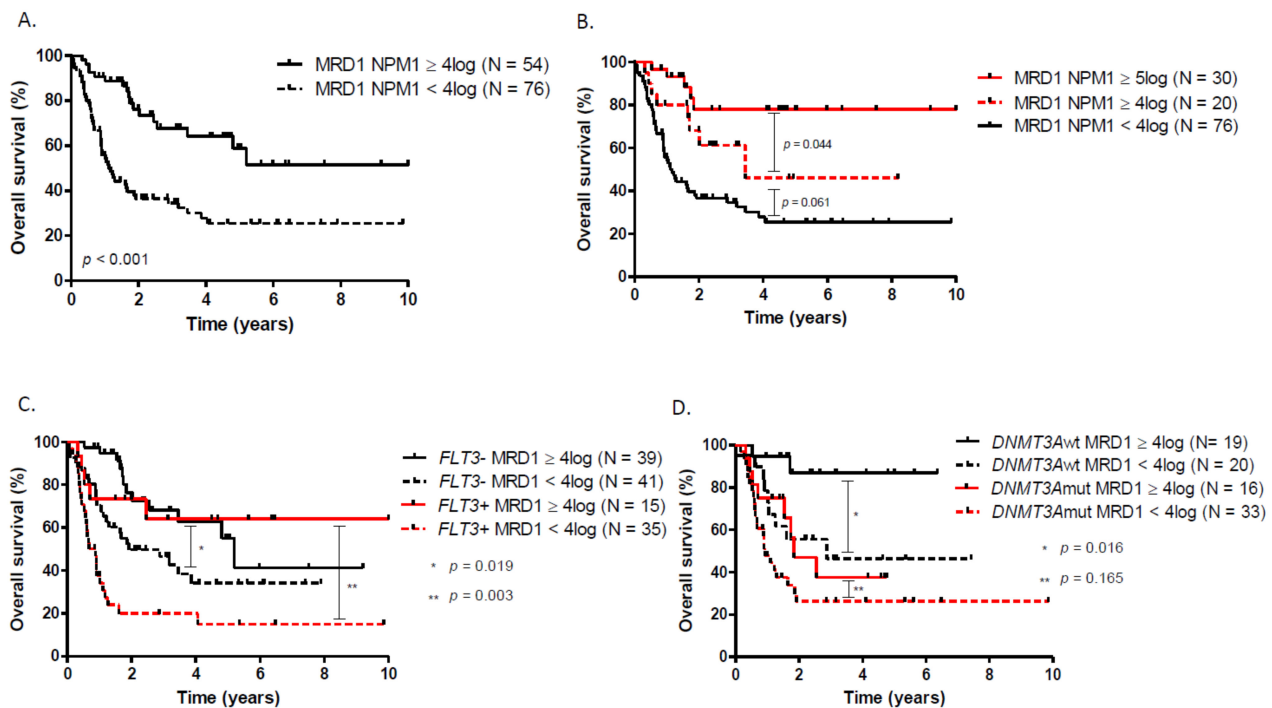 A.
Overall survival (%)
100
80
60
40
20
0
0 2 4 6 8 10
Time (years)
MRD1 NPM1 ≥ 4log (N = 54)
MRD1 NPM1 < 4log (N = 76)
p < 0.001
B.
Overall survival (%)
100
80
60
40
20
0
0 2 4 6 8 10
Time (years)
MRD1 NPM1 ≥ 5log (N = 30)
MRD1 NPM1 ≥ 4log (N = 20)
MRD1 NPM1 < 4log (N = 76)
p = 0.044
p = 0.061
C.
Overall survival (%)
100
80
60
40
20
0
0 2 4 6 8 10
Time (years)
FLT3- MRD1 ≥ 4log (N = 39)
FLT3- MRD1 < 4log (N = 41)
FLT3+ MRD1 ≥ 4log (N = 15)
FLT3+ MRD1 < 4log (N = 35)
*
**
* p = 0.019
** p = 0.003
D.
Overall survival (%)
100
80
60
40
20
0
0 2 4 6 8 10
Time (years)
DNMT3Awt MRD1 ≥ 4log (N= 19)
DNMT3Awt MRD1 < 4log (N = 20)
DNMT3Amut MRD1 ≥ 4log (N = 16)
DNMT3Amut MRD1 < 4log (N = 33)
*
**
* p = 0.016
** p = 0.165